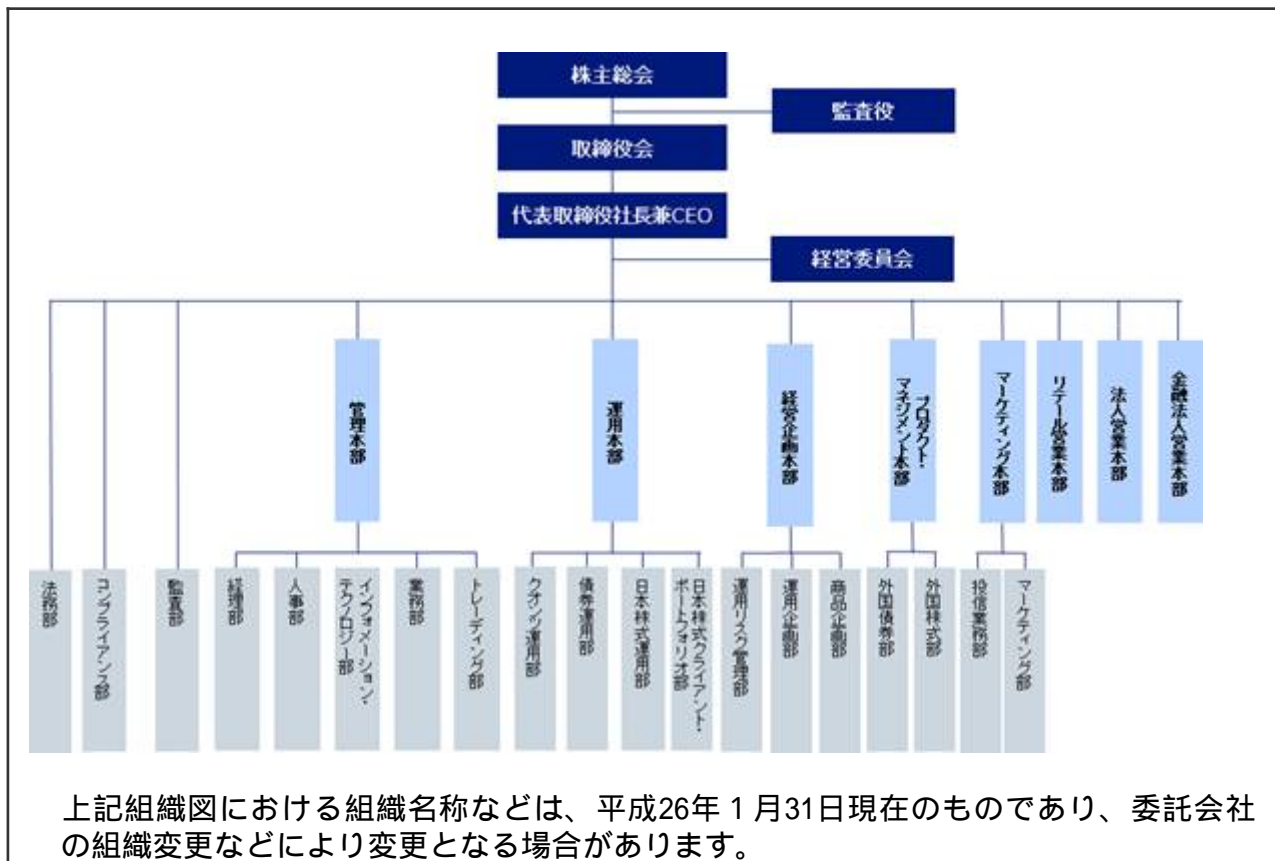 株主総会
監査役
取締役会
代表取締役社長兼CEO
経営委員会
管理本部
運用本部
経営企画本部
プロダクト・
マネジメント本部
マーケティング本部
リテール営業本部
法人営業本部
金融法人営業本部
法務部
コンプライアンス部
監査部
経理部
人事部
インフォメーション・
テクノロジー部
業務部
トレーディング部
クオンツ運用部
債券運用部
日本株式運用部
日本株式クライアント・
ポートフォリオ部
運用リスク管理部
運用企画部
商品企画部
外国債券部
外国株式部
投信業務部
マーケティング部
上記組織図における組織名称などは、平成26年1月31日現在のものであり、委託会社
の組織変更などにより変更となる場合があります。